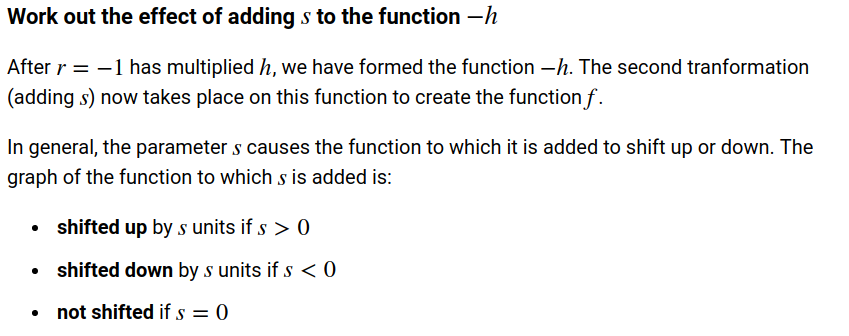 Work out the effect of adding s to the function −h
After r = −1 has multiplied h, we have formed the function −h. The second tranformation
(adding s) now takes place on this function to create the function f.
In general, the parameter s causes the function to which it is added to shift up or down. The
graph of the function to which s is added is:
• shifted up by s units if s > 0
• shifted down by s units if s < 0
• not shifted if s = 0